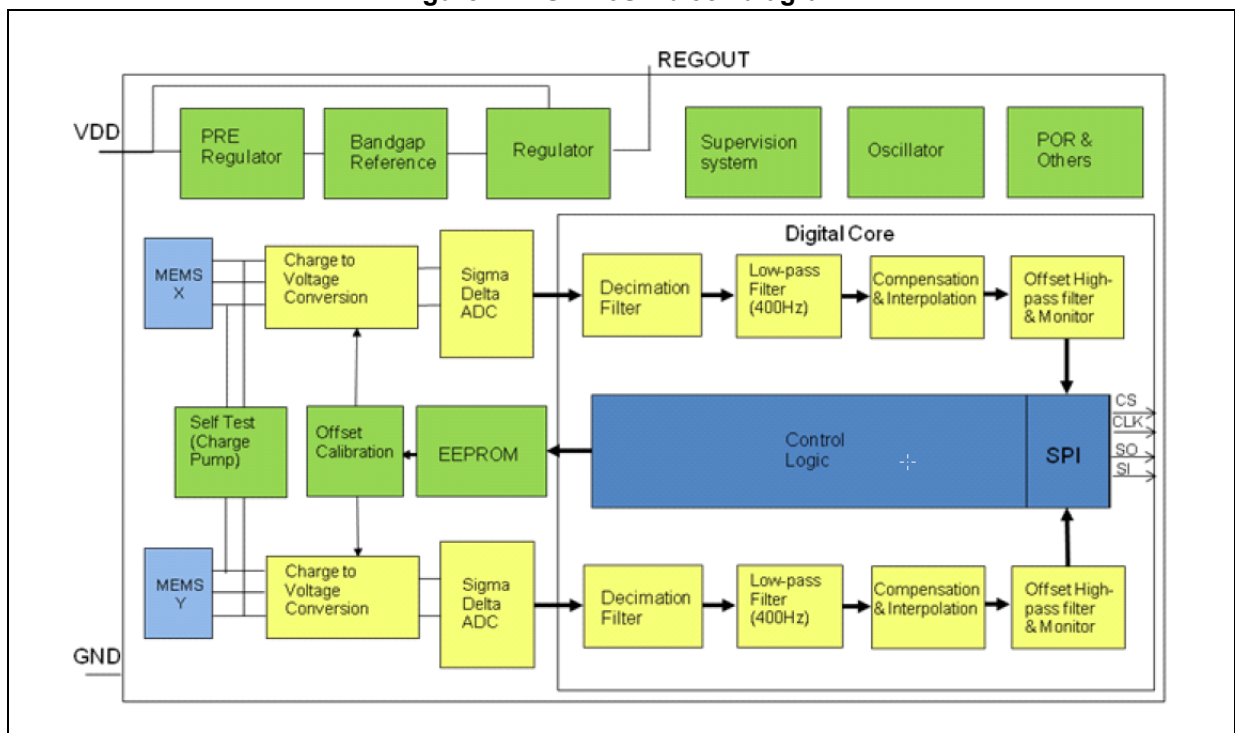 REGOUT
VDD
PRE
Regulator
Bandgap
Reference
Regulator
Supervision
system
Oscillator
POR &
Others
Digital Core
MEMS
X
Charge to
Voltage
Conversion
Sigma
Delta
ADC
Decimation
Filter
Low-pass
Filter
(400Hz)
Compensation
& Interpolation
Offset High-
pass filter
& Monitor
Self Test
(Charge
Pump)
Offset
Calibration
EEPROM
Control
Logic
SPI
CS
CLK
SO
SI
MEMS
Y
Charge to
Voltage
Conversion
Sigma
Delta
ADC
Decimation
Filter
Low-pass
Filter
(400Hz)
Compensation
& Interpolation
Offset High-
pass filter
& Monitor
GND